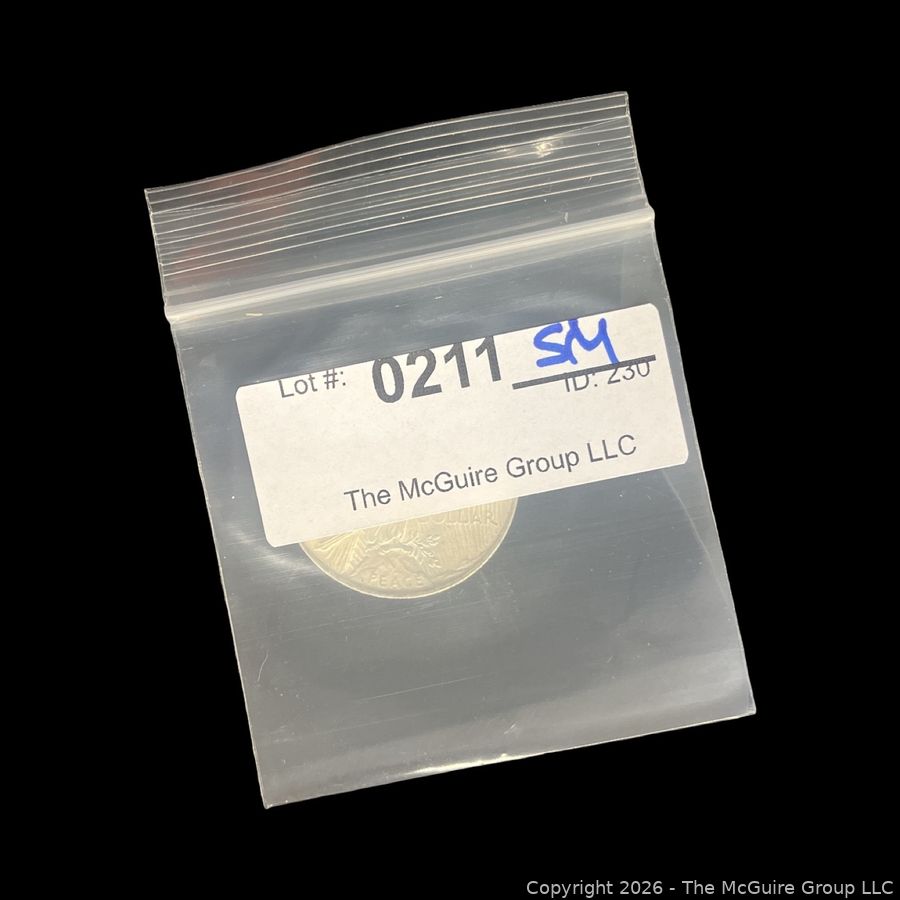 Lot #: 0211 SM
ID: 230
The McGuire Group LLC
DOLLAR
PEACE
Copyright 2026 - The McGuire Group LLC